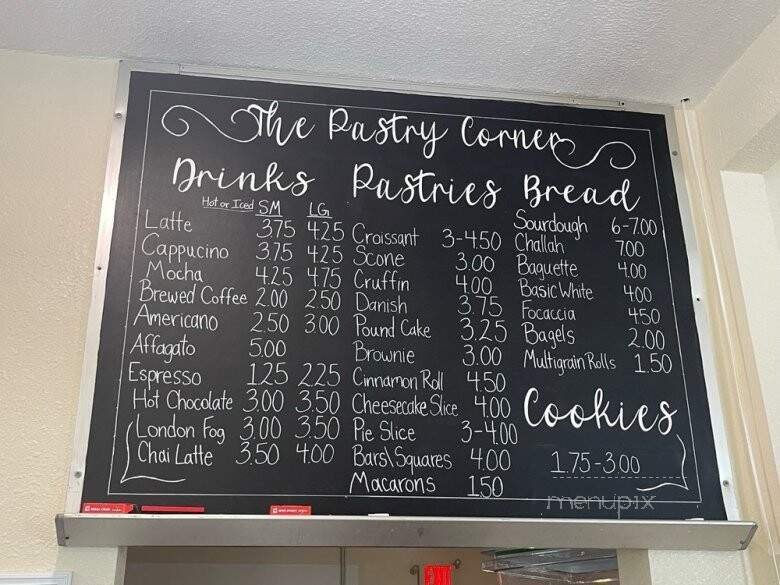 The Pastry Corner
Drinks
Hot or Iced SM LG
Latte 3.75 4.25
Cappucino 3.75 4.25
Mocha 4.25 4.75
Brewed Coffee 2.00 2.50
Americano 2.50 3.00
Affagato 5.00
Espresso 1.25 2.25
Hot Chocolate 3.00 3.50
London Fog 3.00 3.50
Chai Latte 3.50 4.00
Pastries
Croissant 3-4.50
Scone 3.00
Cruffin 4.00
Danish 3.75
Pound Cake 3.25
Brownie 3.00
Cinnamon Roll 4.50
Cheesecake Slice 4.00
Pie Slice 3-4.00
Bars\Squares 4.00
Macarons 1.50
Bread
Sourdough 6-7.00
Challah 7.00
Baguette 4.00
Basic White 4.00
Focaccia 4.50
Bagels 2.00
Multigrain Rolls 1.50
Cookies
1.75-3.00
menupix
EXIT